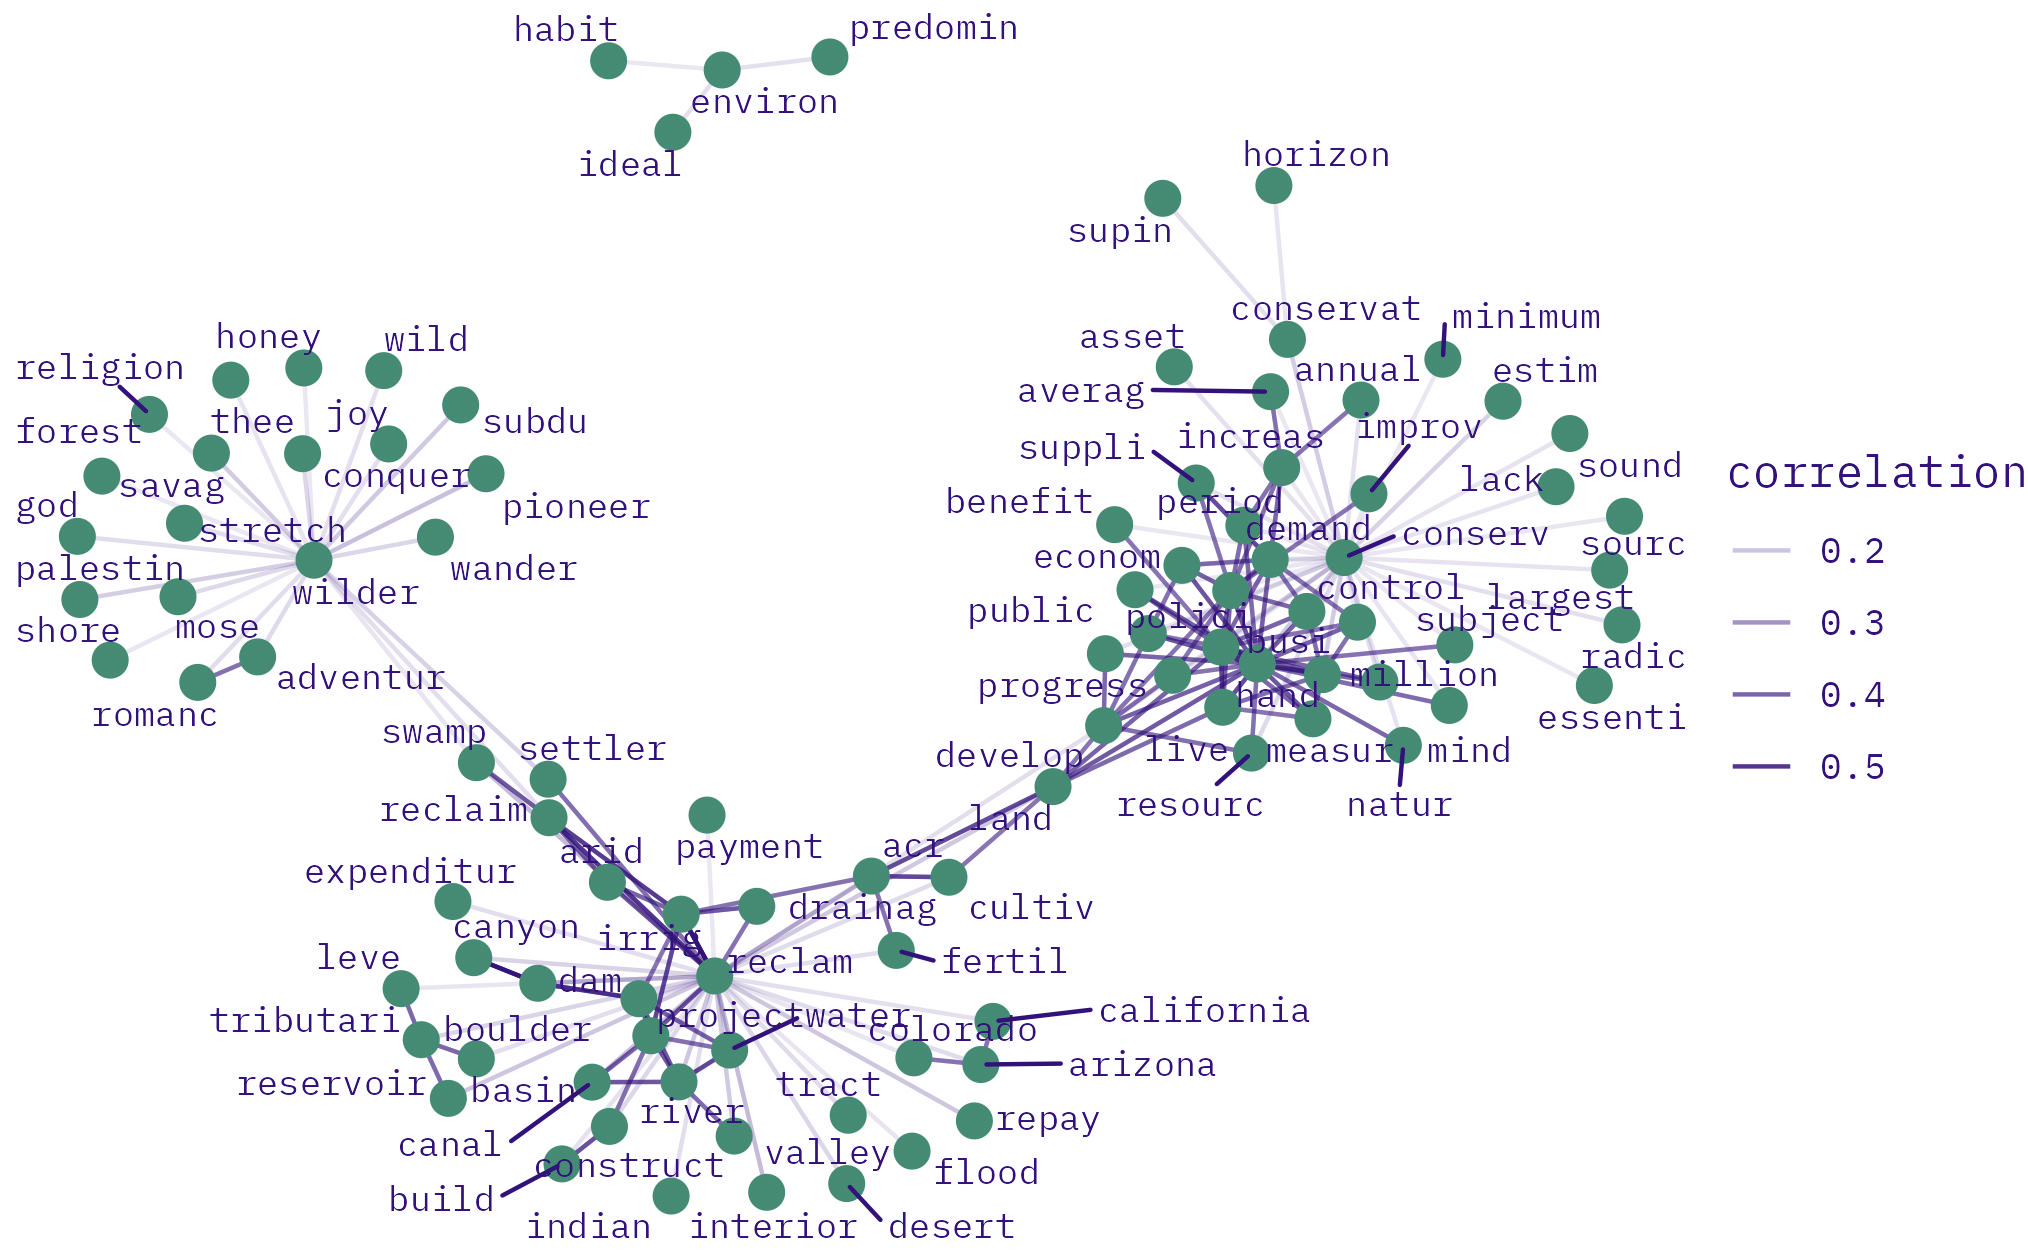 habit
predomin
environ
ideal
horizon
supin
conservat
minimum
asset
annual
estim
averag
improv
suppli
increas
lack
sound
benefit
period
demand
conserv
sourc
econom
control
largest
public
polici
subject
busi
radic
progress
million
hand
essenti
develop
live
measur
mind
resourc
natur
land
honey
wild
religion
thee
joy
subdu
forest
conquer
savag
pioneer
god
stretch
palestin
wander
wilder
shore
mose
adventur
romanc
swamp
settler
reclaim
arid
payment
acr
expenditur
canyon
irrig
drainag
cultiv
leve
reclam
fertil
dam
tributari
boulder
project
water
colorado
california
arizona
reservoir
basin
tract
river
repay
canal
construct
valley
flood
build
indian
interior
desert
correlation
0.2
0.3
0.4
0.5